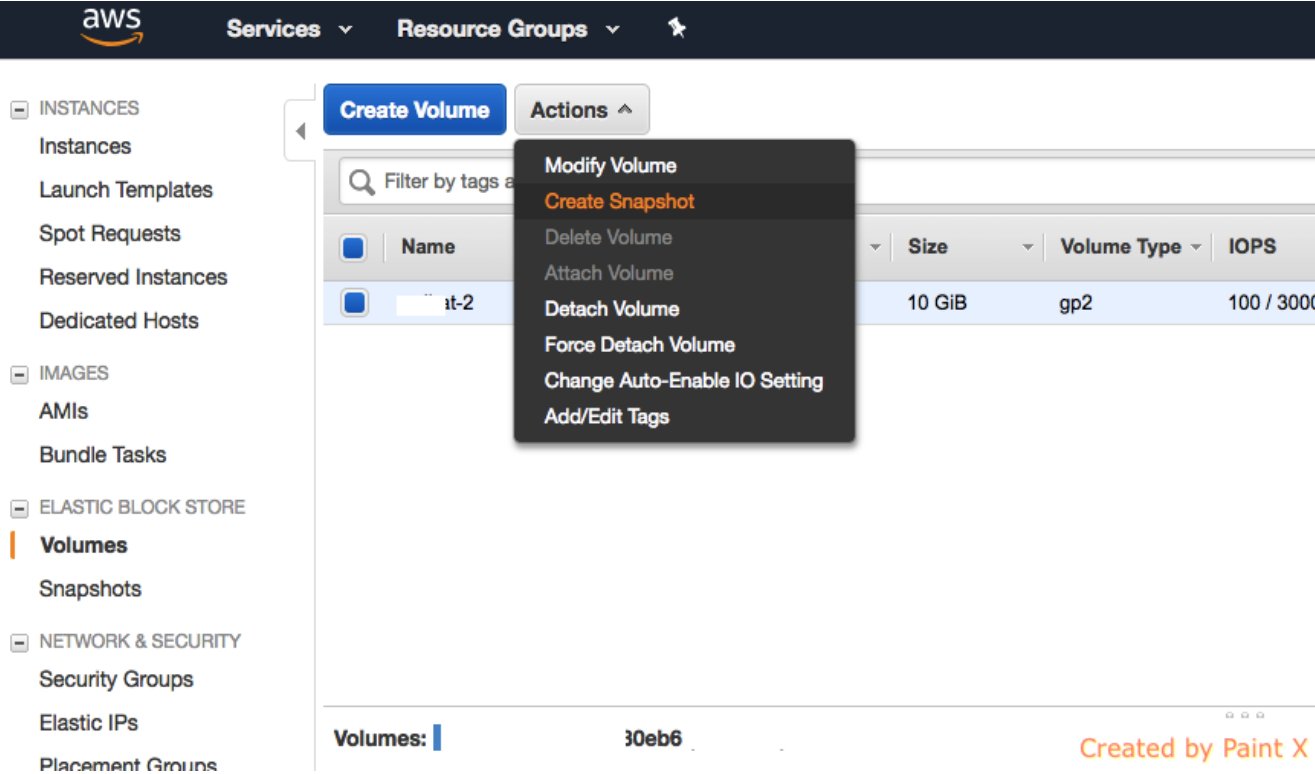 aws Services Resource Groups
INSTANCES
Instances
Launch Templates
Spot Requests
Reserved Instances
Dedicated Hosts
IMAGES
AMIs
Bundle Tasks
ELASTIC BLOCK STORE
Volumes
Snapshots
NETWORK & SECURITY
Security Groups
Elastic IPs
Placement Groups
Create Volume Actions
Filter by tags a
Modify Volume
Create Snapshot
Delete Volume
Attach Volume
Detach Volume
Force Detach Volume
Change Auto-Enable IO Setting
Add/Edit Tags
Name Size Volume Type IOPS
at-2 10 GiB gp2 100 / 3000
Volumes: 30eb6
Created by Paint X